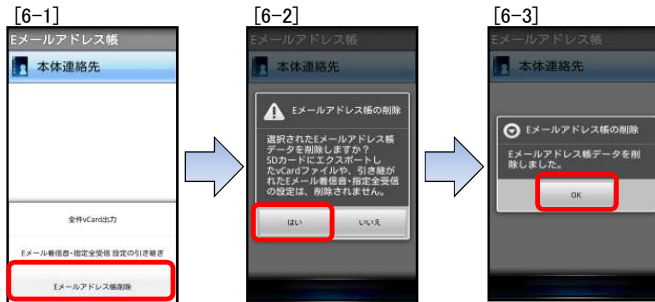 [6-1]
Eメールアドレス帳
本体連絡先
全件vCard出力
Eメール着信音・指定全受信 設定の引き継ぎ
Eメールアドレス帳削除
[6-2]
Eメールアドレス帳
本体連絡先
Eメールアドレス帳の削除
選択されたEメールアドレス帳
データを削除しますか？
SDカードにエクスポートし
たvCardファイルや、引き継が
れたEメール着信音・指定全受信
の設定は、削除されません。
はい
いいえ
[6-3]
Eメールアドレス帳
本体連絡先
Eメールアドレス帳の削除
Eメールアドレス帳データを削
除しました。
OK